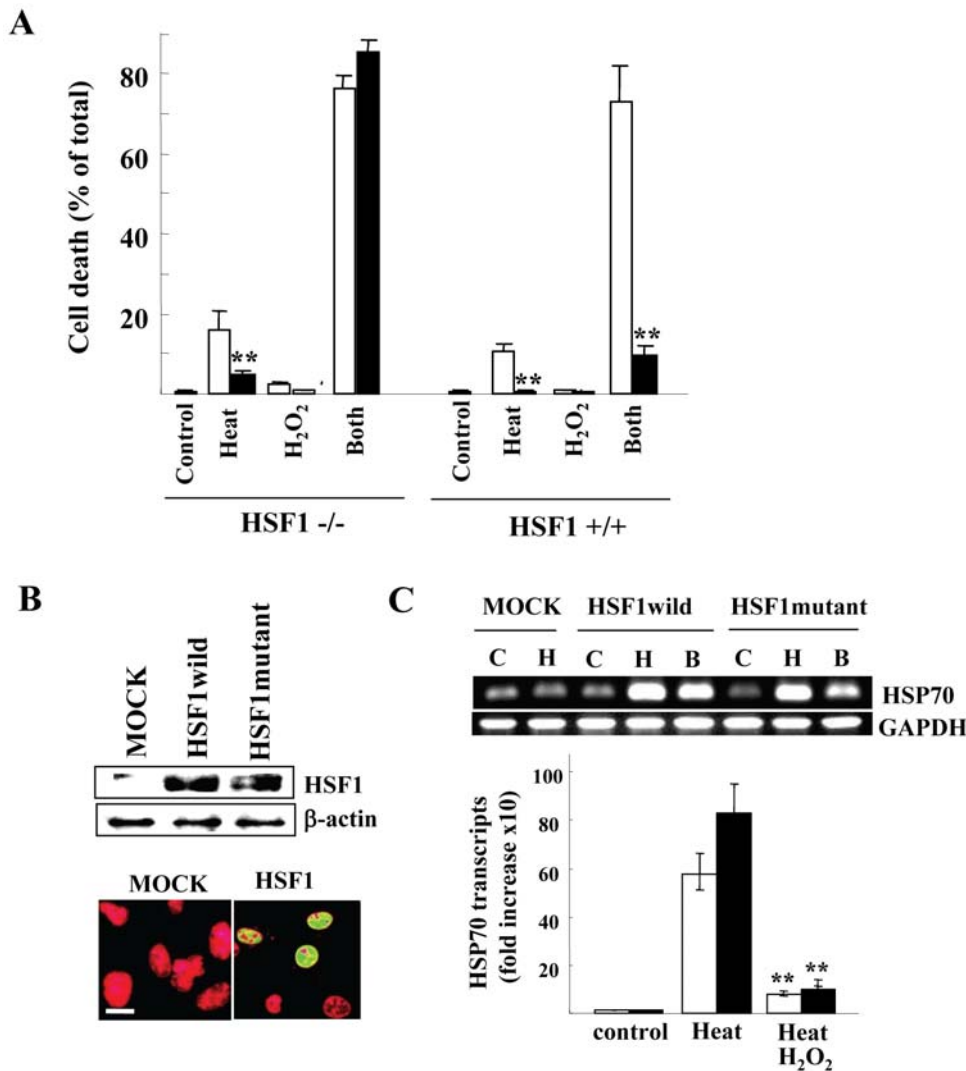 A
Cell death (% of total)
80
60
40
20
**
**
**
Control
Heat
H₂O₂
Both
Control
Heat
H₂O₂
Both
HSF1 -/-
HSF1 +/+
B
MOCK
HSF1wild
HSF1mutant
HSF1
β-actin
MOCK HSF1
C
MOCK HSF1wild HSF1mutant
C H C H B C H B
HSP70
GAPDH
HSP70 transcripts
(fold increase x10)
100
80
60
40
20
** **
control Heat Heat
H₂O₂